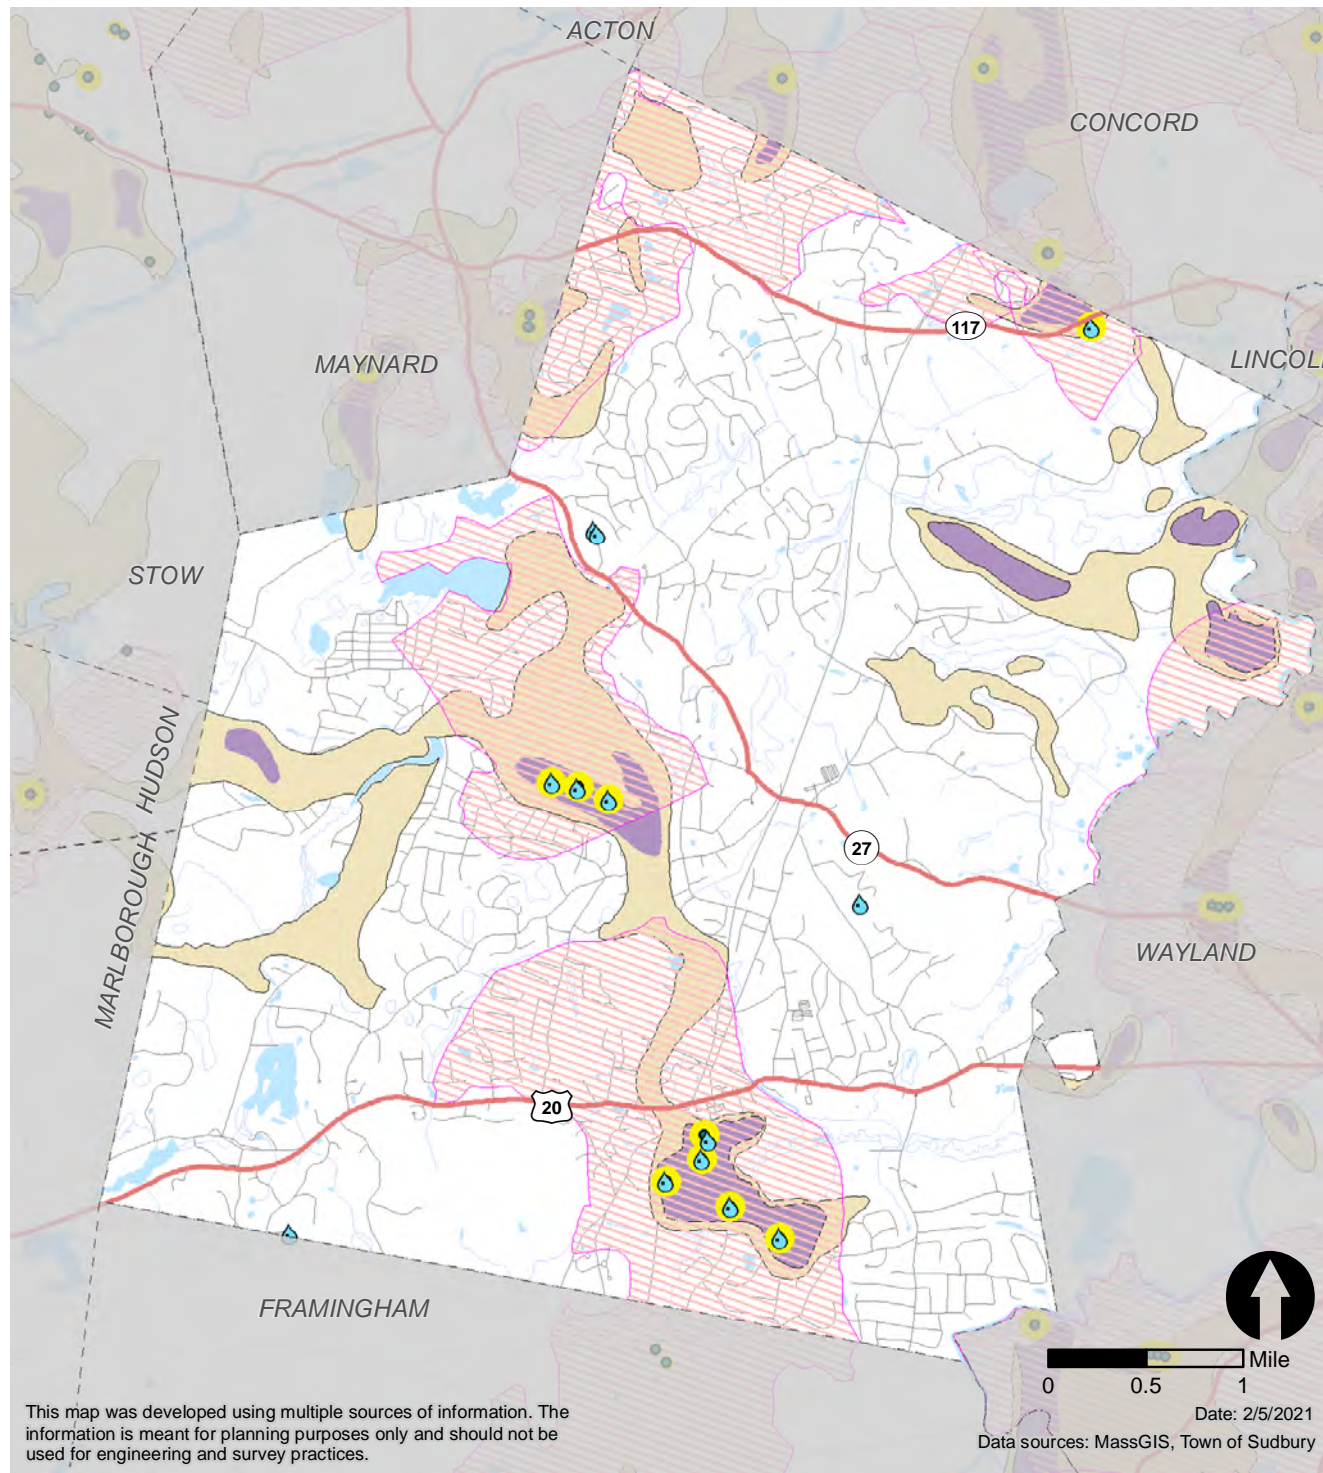 ACTON
CONCORD
117
MAYNARD
STOW
HUDSON
MARLBOROUGH
27
WAYLAND
20
FRAMINGHAM
Mile
0 0.5 1
Date: 2/5/2021
Data sources: MassGIS, Town of Sudbury
This map was developed using multiple sources of information. The
information is meant for planning purposes only and should not be
used for engineering and survey practices.